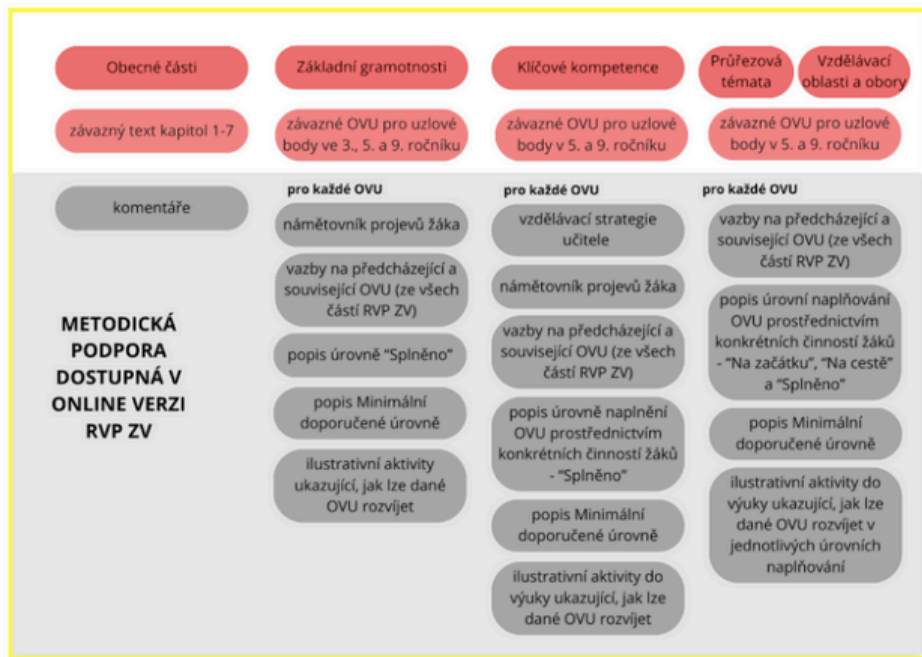 Obecné části
závazný text kapitol 1-7
komentáře
METODICKÁ
PODPORA
DOSTUPNÁ V
ONLINE VERZI
RVP ZV
Základní gramotnosti
závazné OVU pro uzlové
body ve 3., 5. a 9. ročníku
pro každé OVU
námětovník projevů žáka
vazby na předcházející a
související OVU (ze všech
částí RVP ZV)
popis úrovně “Splněno”
popis Minimální
doporučené úrovně
ilustrativní aktivity
ukazující, jak lze dané
OVU rozvíjet
Klíčové kompetence
závazné OVU pro uzlové
body v 5. a 9. ročníku
pro každé OVU
vzdělávací strategie
učitele
námětovník projevů žáka
vazby na předcházející a
související OVU (ze všech
částí RVP ZV)
popis úrovně naplnění
OVU prostřednictvím
konkrétních činností žáků
- “Splněno”
popis Minimální
doporučené úrovně
ilustrativní aktivity do
výuky ukazující, jak lze
dané OVU rozvíjet
Průřezová
témata
Vzdělávací
oblasti a obory
závazné OVU pro uzlové
body v 5. a 9. ročníku
pro každé OVU
vazby na předcházející a
související OVU (ze všech
částí RVP ZV)
popis úrovní naplňování
OVU prostřednictvím
konkrétních činností žáků
- “Na začátku”, “Na cestě”
a “Splněno”
popis Minimální
doporučené úrovně
ilustrativní aktivity do
výuky ukazující, jak lze
dané OVU rozvíjet v
jednotlivých úrovních
naplňování